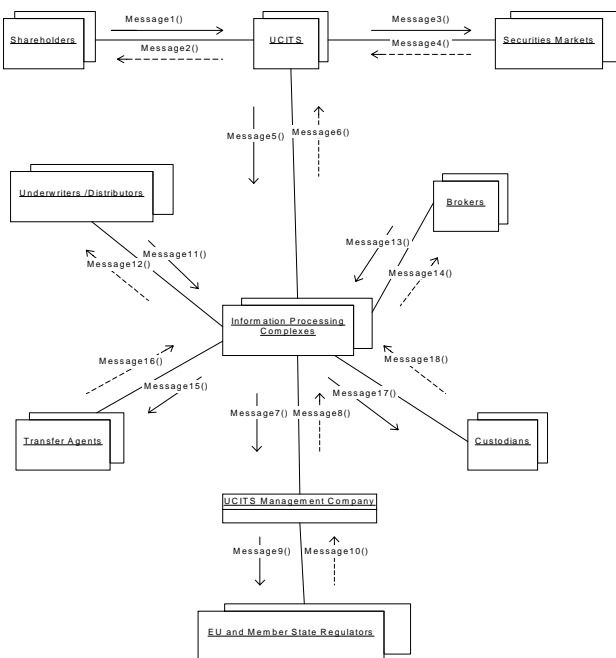 Message1()
Shareholders
Message2()
UCITS
Message3()
Message4()
Securities Markets
Message5()
Message6()
Underwriters /Distributors
Brokers
Message11()
Message12()
Message13()
Message14()
Information Processing
Complexes
Message16()
Message15()
Message18()
Message17()
Message7()
Message8()
Transfer Agents
Custodians
UCITS Management Company
Message9()
Message10()
EU and Member State Regulators